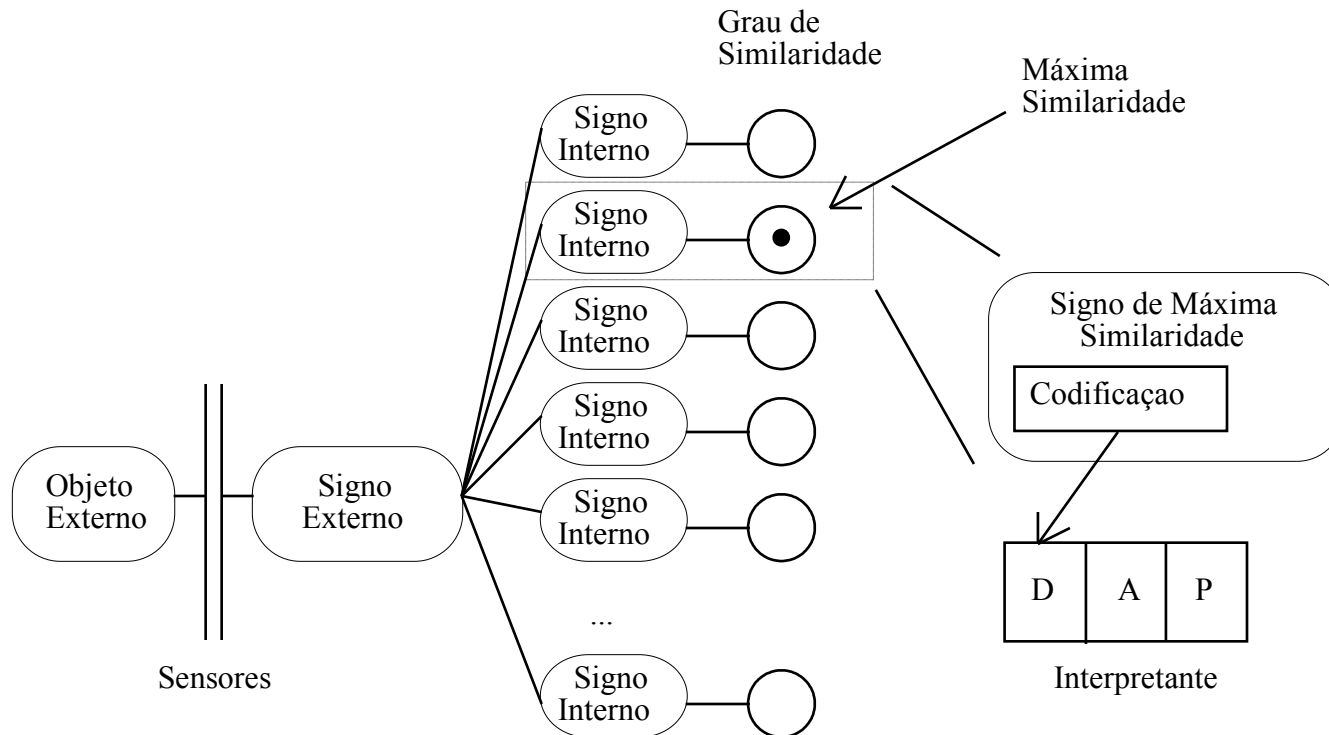 Grau de
Similaridade
Máxima
Similaridade
Signo
Interno
Signo
Interno
Signo
Interno
Signo
Interno
Signo
Interno
...
Signo
Interno
Objeto
Externo
Sensores
Signo
Externo
Signo de Máxima
Similaridade
Codificaçao
D A P
Interpretante